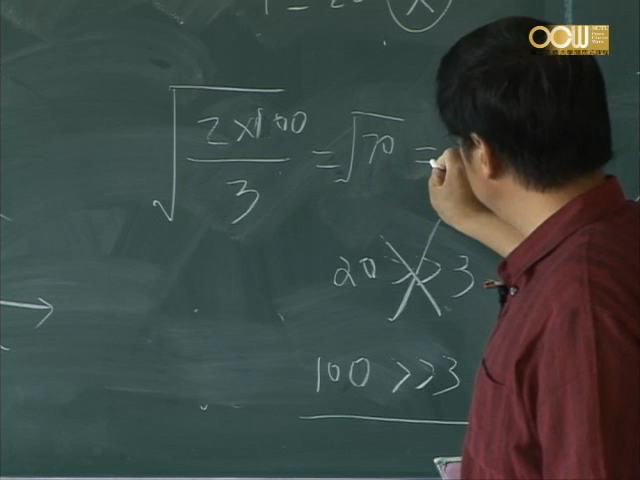 OCW
√(2×100/3) = √70 =
20 >> 3
100 >>> 3